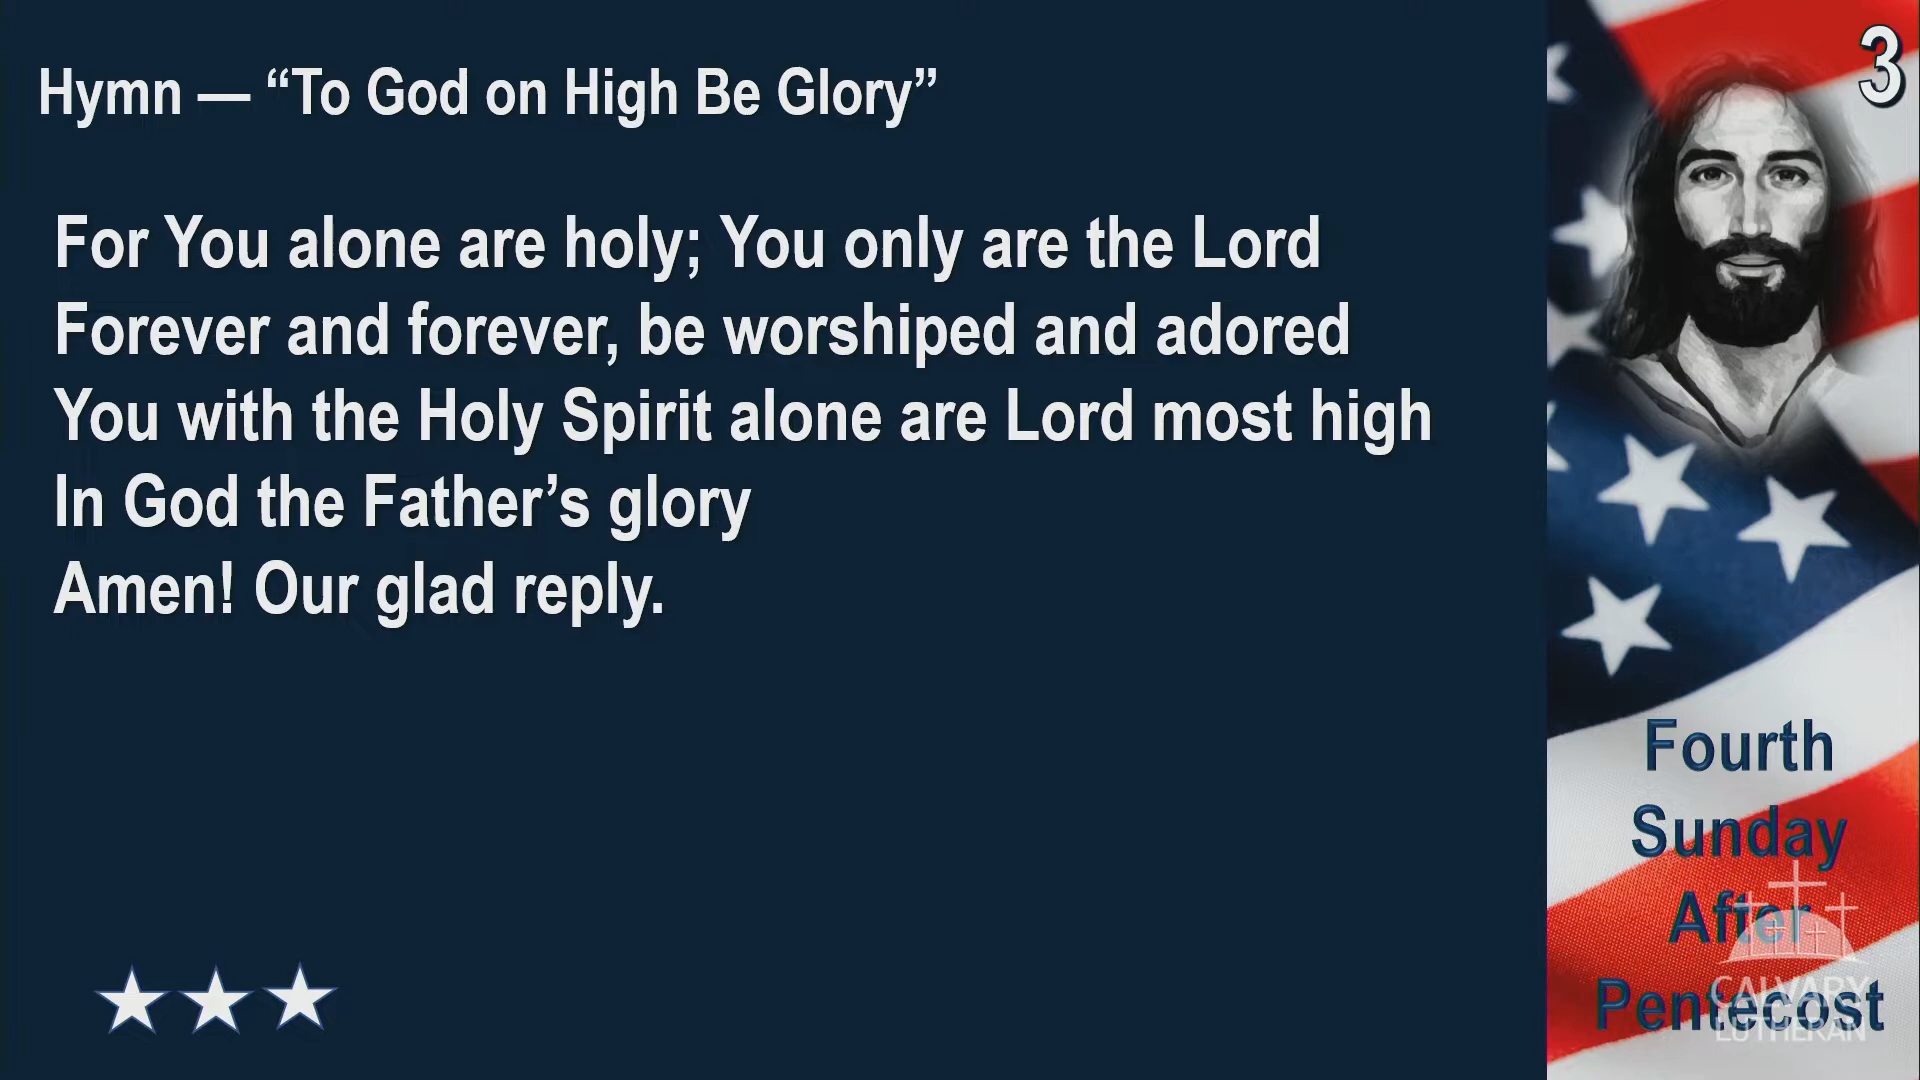 Hymn — “To God on High Be Glory”
3
For You alone are holy; You only are the Lord
Forever and forever, be worshiped and adored
You with the Holy Spirit alone are Lord most high
In God the Father’s glory
Amen! Our glad reply.
Fourth
Sunday
After
Pentecost
CALVARY
LUTHERAN